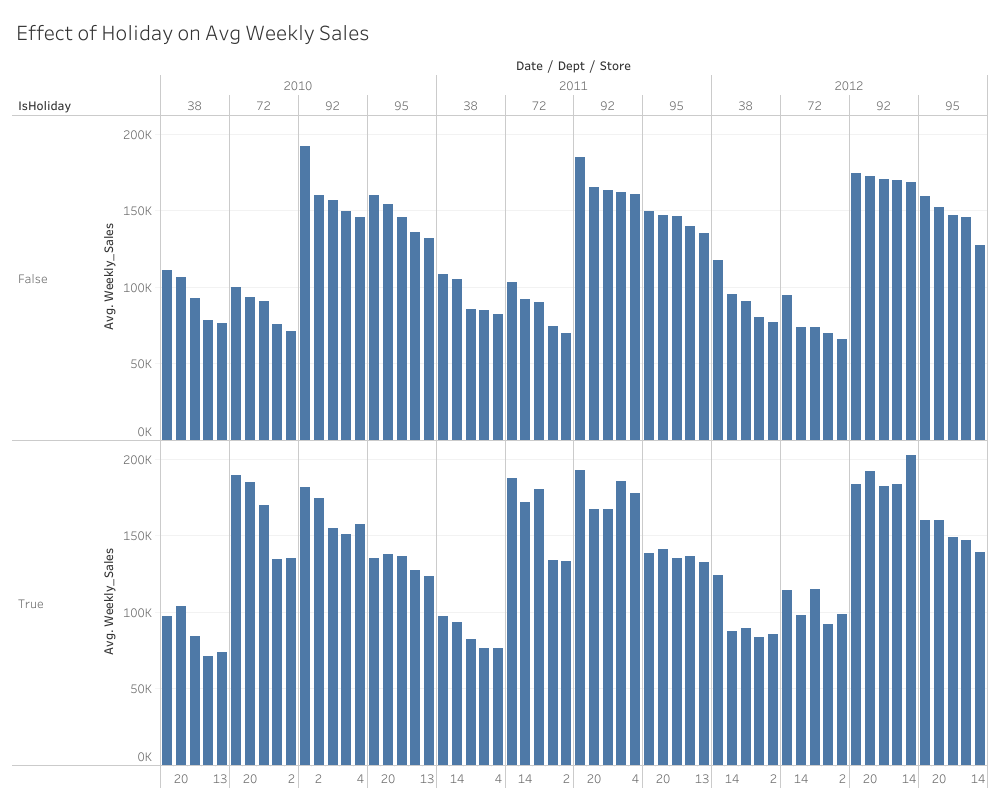 Effect of Holiday on Avg Weekly Sales
Date / Dept / Store
2010 2011 2012
IsHoliday 38 72 92 95 38 72 92 95 38 72 92 95
200K
150K
100K
50K
0K
Avg. Weekly_Sales
False
200K
150K
100K
50K
0K
Avg. Weekly_Sales
True
20 13 20 2 2 4 20 13 14 4 14 2 20 4 20 13 14 2 14 2 20 14 20 14